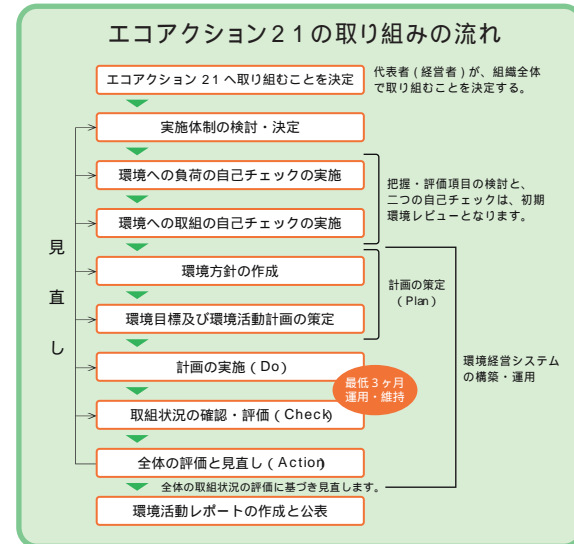 エコアクション２１の取り組みの流れ
エコアクション 21 へ取り組むことを決定
代表者（経営者）が、組織全体
で取り組むことを決定する。
実施体制の検討・決定
環境への負荷の自己チェックの実施
環境への取組の自己チェックの実施
把握・評価項目の検討と、
二つの自己チェックは、初期
環境レビューとなります。
見直し
環境方針の作成
環境目標及び環境活動計画の策定
計画の策定
（Plan）
計画の実施（Do）
最低３ヶ月
運用・維持
環境経営システム
の構築・運用
取組状況の確認・評価（Check）
全体の評価と見直し（Action）
全体の取組状況の評価に基づき見直します。
環境活動レポートの作成と公表